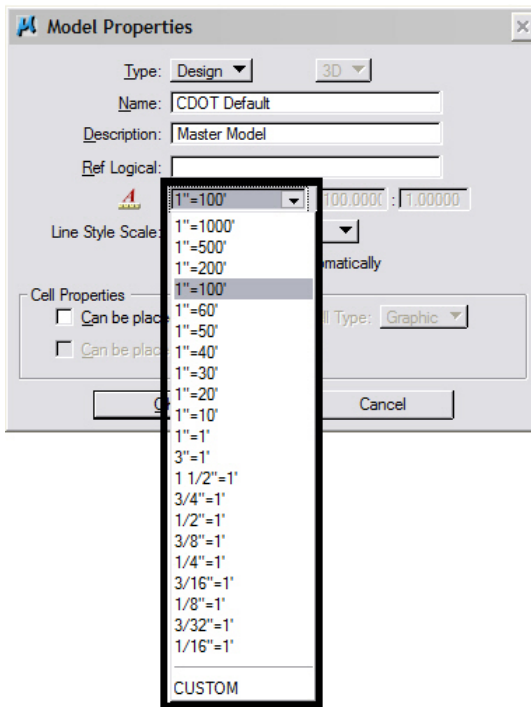 Model Properties
Type: Design 3D
Name: CDOT Default
Description: Master Model
Ref Logical:
A 1"=100' 100.0000 : 1.00000
Line Style Scale:
1"=1000'
1"=500'
1"=200'
1"=100'
1"=60'
1"=50'
1"=40'
1"=30'
1"=20'
1"=10'
1"=1'
3"=1'
1 1/2"=1'
3/4"=1'
1/2"=1'
3/8"=1'
1/4"=1'
3/16"=1'
1/8"=1'
3/32"=1'
1/16"=1'
CUSTOM
omatically
Cell Properties
Can be place
ll Type: Graphic
Can be plac
Cancel